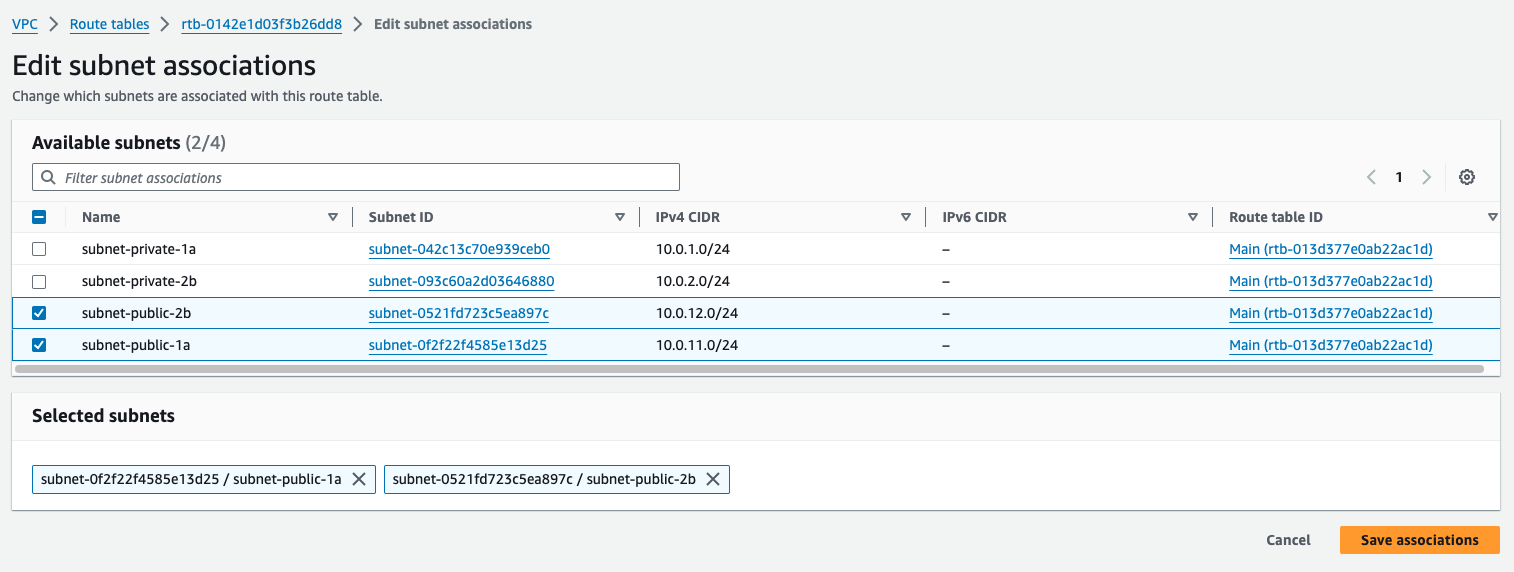 VPC > Route tables > rtb-0142e1d03f3b26dd8 > Edit subnet associations
Edit subnet associations
Change which subnets are associated with this route table.
Available subnets (2/4)
Filter subnet associations
1
Name Subnet ID IPv4 CIDR IPv6 CIDR Route table ID
subnet-private-1a subnet-042c13c70e939ceb0 10.0.1.0/24 – Main (rtb-013d377e0ab22ac1d)
subnet-private-2b subnet-093c60a2d03646880 10.0.2.0/24 – Main (rtb-013d377e0ab22ac1d)
subnet-public-2b subnet-0521fd723c5ea897c 10.0.12.0/24 – Main (rtb-013d377e0ab22ac1d)
subnet-public-1a subnet-0f2f22f4585e13d25 10.0.11.0/24 – Main (rtb-013d377e0ab22ac1d)
Selected subnets
subnet-0f2f22f4585e13d25 / subnet-public-1a subnet-0521fd723c5ea897c / subnet-public-2b
Cancel Save associations